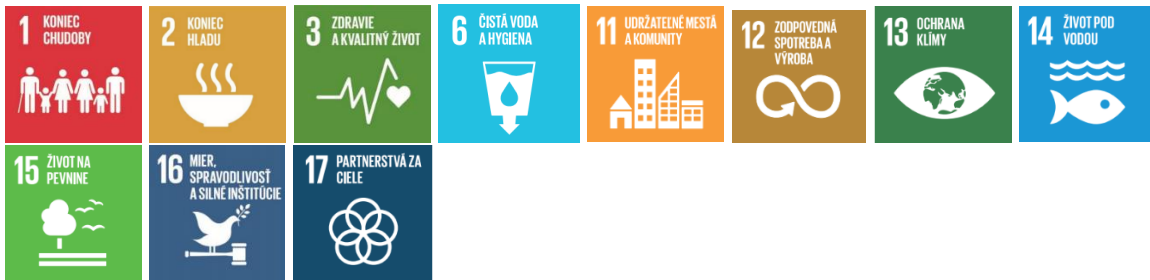 1 KONIEC
CHUDOBY
2 KONIEC
HLADU
3 ZDRAVIE
A KVALITNÝ ŽIVOT
6 ČISTÁ VODA
A HYGIENA
11 UDRŽATEĽNÉ MESTÁ
A KOMUNITY
12 ZODPOVEDNÁ
SPOTREBA A
VÝROBA
13 OCHRANA
KLÍMY
14 ŽIVOT POD
VODOU
15 ŽIVOT NA
PEVNINE
16 MIER,
SPRAVODLIVOSŤ
A SILNÉ INŠTITÚCIE
17 PARTNERSTVÁ ZA
CIELE